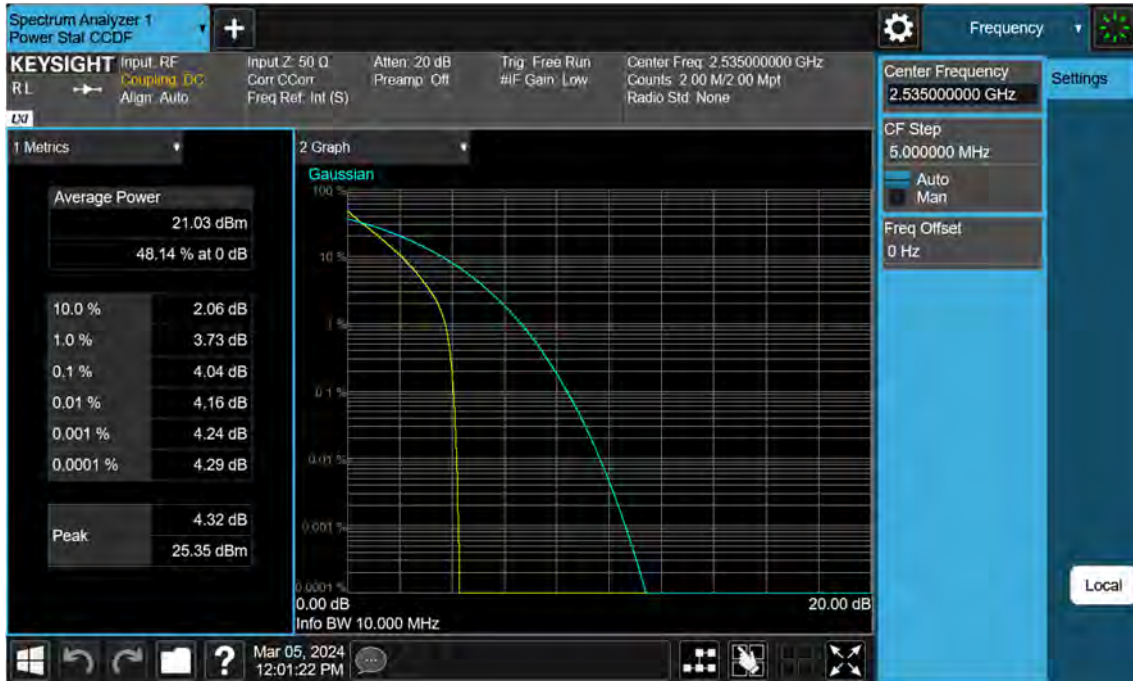 Spectrum Analyzer 1
Power Stat CCDF
+
Frequency
KEYSIGHT
RL
LXI
Input: RF
Coupling: DC
Align: Auto
Input Z: 50 Ω
Corr CCorr
Freq Ref: Int (S)
Atten: 20 dB
Preamp: Off
Trig: Free Run
#IF Gain: Low
Center Freq: 2.535000000 GHz
Counts: 2.00 M/2.00 Mpt
Radio Std: None
Center Frequency
2.535000000 GHz
Settings
CF Step
5.000000 MHz
Auto
Man
Freq Offset
0 Hz
Local
1 Metrics
Average Power
21.03 dBm
48.14 % at 0 dB
10.0 % 2.06 dB
1.0 % 3.73 dB
0.1 % 4.04 dB
0.01 % 4.16 dB
0.001 % 4.24 dB
0.0001 % 4.29 dB
Peak
4.32 dB
25.35 dBm
2 Graph
Gaussian
100 %
10 %
1 %
0.1 %
0.01 %
0.001 %
0.0001 %
0.00 dB
20.00 dB
Info BW 10.000 MHz
?
Mar 05, 2024
12:01:22 PM